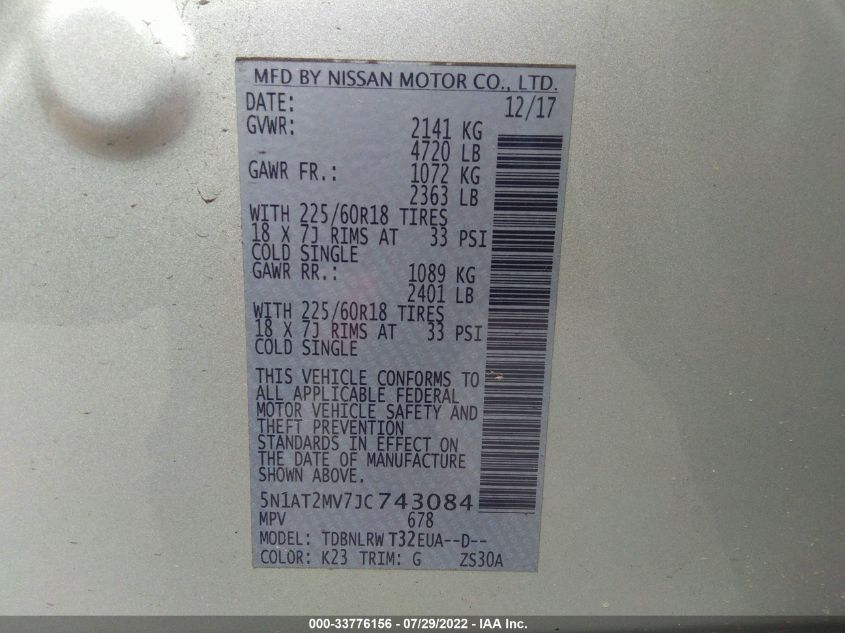 MFD BY NISSAN MOTOR CO., LTD.
DATE: 12/17
GVWR: 2141 KG
4720 LB
GAWR FR.: 1072 KG
2363 LB
WITH 225/60R18 TIRES
18 X 7J RIMS AT 33 PSI
COLD SINGLE
GAWR RR.: 1089 KG
2401 LB
WITH 225/60R18 TIRES
18 X 7J RIMS AT 33 PSI
COLD SINGLE
THIS VEHICLE CONFORMS TO
ALL APPLICABLE FEDERAL
MOTOR VEHICLE SAFETY AND
THEFT PREVENTION
STANDARDS IN EFFECT ON
THE DATE OF MANUFACTURE
SHOWN ABOVE.
5N1AT2MV7JC743084
MPV 678
MODEL: TDBNLRW T32EUA--D--
COLOR: K23 TRIM: G ZS30A
000-33776156 - 07/29/2022 - IAA Inc.